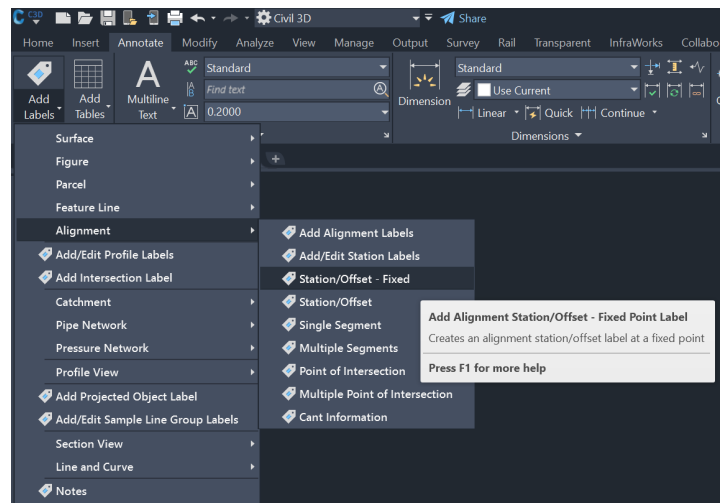 C3D Civil 3D Share
Home Insert Annotate Modify Analyze View Manage Output Survey Rail Transparent InfraWorks Collabo
Add Labels
Add Tables
A
Multiline Text
ABC Standard
Find text
0.2000
Dimension
Standard
Use Current
Linear Quick Continue
Dimensions
Surface
Figure
Parcel
Feature Line
Alignment
Add/Edit Profile Labels
Add Intersection Label
Catchment
Pipe Network
Pressure Network
Profile View
Add Projected Object Label
Add/Edit Sample Line Group Labels
Section View
Line and Curve
Notes
Add Alignment Labels
Add/Edit Station Labels
Station/Offset - Fixed
Station/Offset
Single Segment
Multiple Segments
Point of Intersection
Multiple Point of Intersection
Cant Information
Add Alignment Station/Offset - Fixed Point Label
Creates an alignment station/offset label at a fixed point
Press F1 for more help